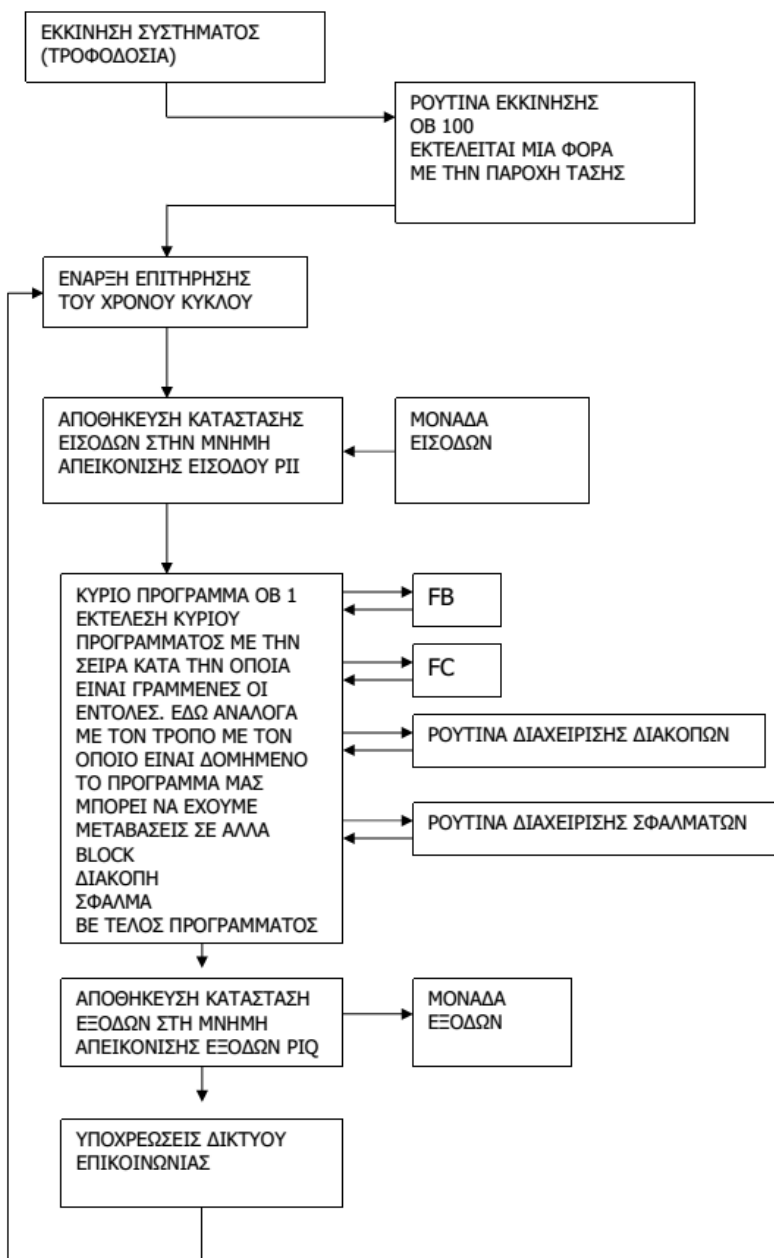 ΕΚΚΙΝΗΣΗ ΣΥΣΤΗΜΑΤΟΣ
(ΤΡΟΦΟΔΟΣΙΑ)
ΡΟΥΤΙΝΑ ΕΚΚΙΝΗΣΗΣ
OB 100
ΕΚΤΕΛΕΙΤΑΙ ΜΙΑ ΦΟΡΑ
ΜΕ ΤΗΝ ΠΑΡΟΧΗ ΤΑΣΗΣ
ΕΝΑΡΞΗ ΕΠΙΤΗΡΗΣΗΣ
ΤΟΥ ΧΡΟΝΟΥ ΚΥΚΛΟΥ
ΑΠΟΘΗΚΕΥΣΗ ΚΑΤΑΣΤΑΣΗΣ
ΕΙΣΟΔΩΝ ΣΤΗΝ ΜΝΗΜΗ
ΑΠΕΙΚΟΝΙΣΗΣ ΕΙΣΟΔΟΥ PII
ΜΟΝΑΔΑ
ΕΙΣΟΔΩΝ
ΚΥΡΙΟ ΠΡΟΓΡΑΜΜΑ OB 1
ΕΚΤΕΛΕΣΗ ΚΥΡΙΟΥ
ΠΡΟΓΡΑΜΜΑΤΟΣ ΜΕ ΤΗΝ
ΣΕΙΡΑ ΚΑΤΑ ΤΗΝ ΟΠΟΙΑ
ΕΙΝΑΙ ΓΡΑΜΜΕΝΕΣ ΟΙ
ΕΝΤΟΛΕΣ. ΕΔΩ ΑΝΑΛΟΓΑ
ΜΕ ΤΟΝ ΤΡΟΠΟ ΜΕ ΤΟΝ
ΟΠΟΙΟ ΕΙΝΑΙ ΔΟΜΗΜΕΝΟ
ΤΟ ΠΡΟΓΡΑΜΜΑ ΜΑΣ
ΜΠΟΡΕΙ ΝΑ ΕΧΟΥΜΕ
ΜΕΤΑΒΑΣΕΙΣ ΣΕ ΑΛΛΑ
BLOCK
ΔΙΑΚΟΠΗ
ΣΦΑΛΜΑ
BE ΤΕΛΟΣ ΠΡΟΓΡΑΜΜΑΤΟΣ
FB
FC
ΡΟΥΤΙΝΑ ΔΙΑΧΕΙΡΙΣΗΣ ΔΙΑΚΟΠΩΝ
ΡΟΥΤΙΝΑ ΔΙΑΧΕΙΡΙΣΗΣ ΣΦΑΛΜΑΤΩΝ
ΑΠΟΘΗΚΕΥΣΗ ΚΑΤΑΣΤΑΣΗ
ΕΞΟΔΩΝ ΣΤΗ ΜΝΗΜΗ
ΑΠΕΙΚΟΝΙΣΗΣ ΕΞΟΔΩΝ PIQ
ΜΟΝΑΔΑ
ΕΞΟΔΩΝ
ΥΠΟΧΡΕΩΣΕΙΣ ΔΙΚΤΥΟΥ
ΕΠΙΚΟΙΝΩΝΙΑΣ